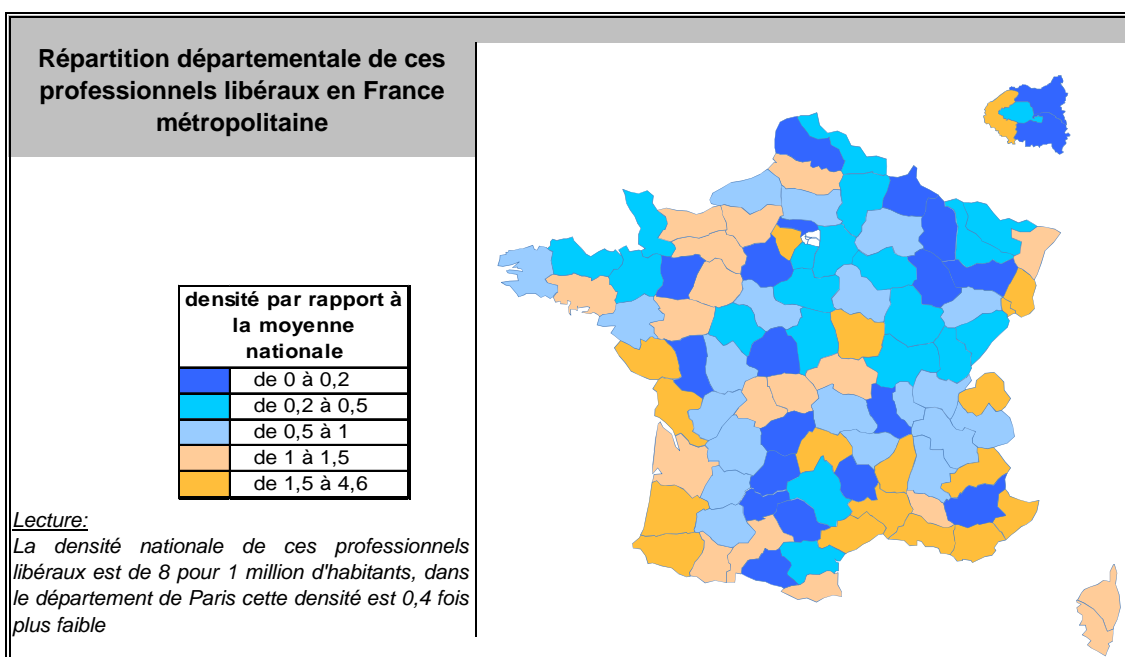 Répartition départementale de ces
professionnels libéraux en France
métropolitaine
densité par rapport à
la moyenne
nationale
de 0 à 0,2
de 0,2 à 0,5
de 0,5 à 1
de 1 à 1,5
de 1,5 à 4,6
Lecture:
La densité nationale de ces professionnels
libéraux est de 8 pour 1 million d'habitants, dans
le département de Paris cette densité est 0,4 fois
plus faible